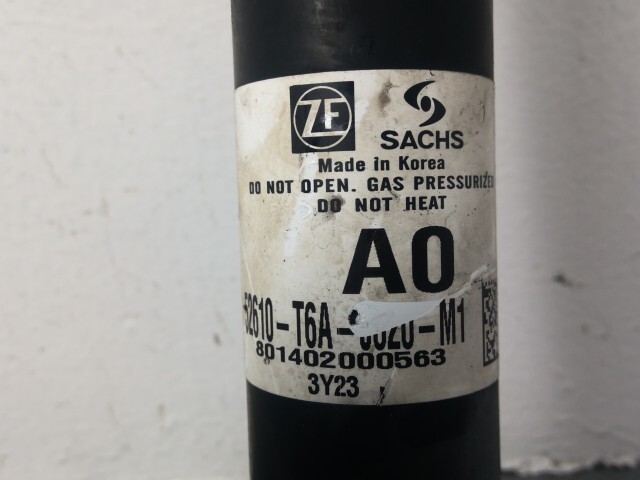 ZF
SACHS
Made in Korea
DO NOT OPEN. GAS PRESSURIZE
DO NOT HEAT
A0
52610-T6A- -M1
801402000563
3Y23